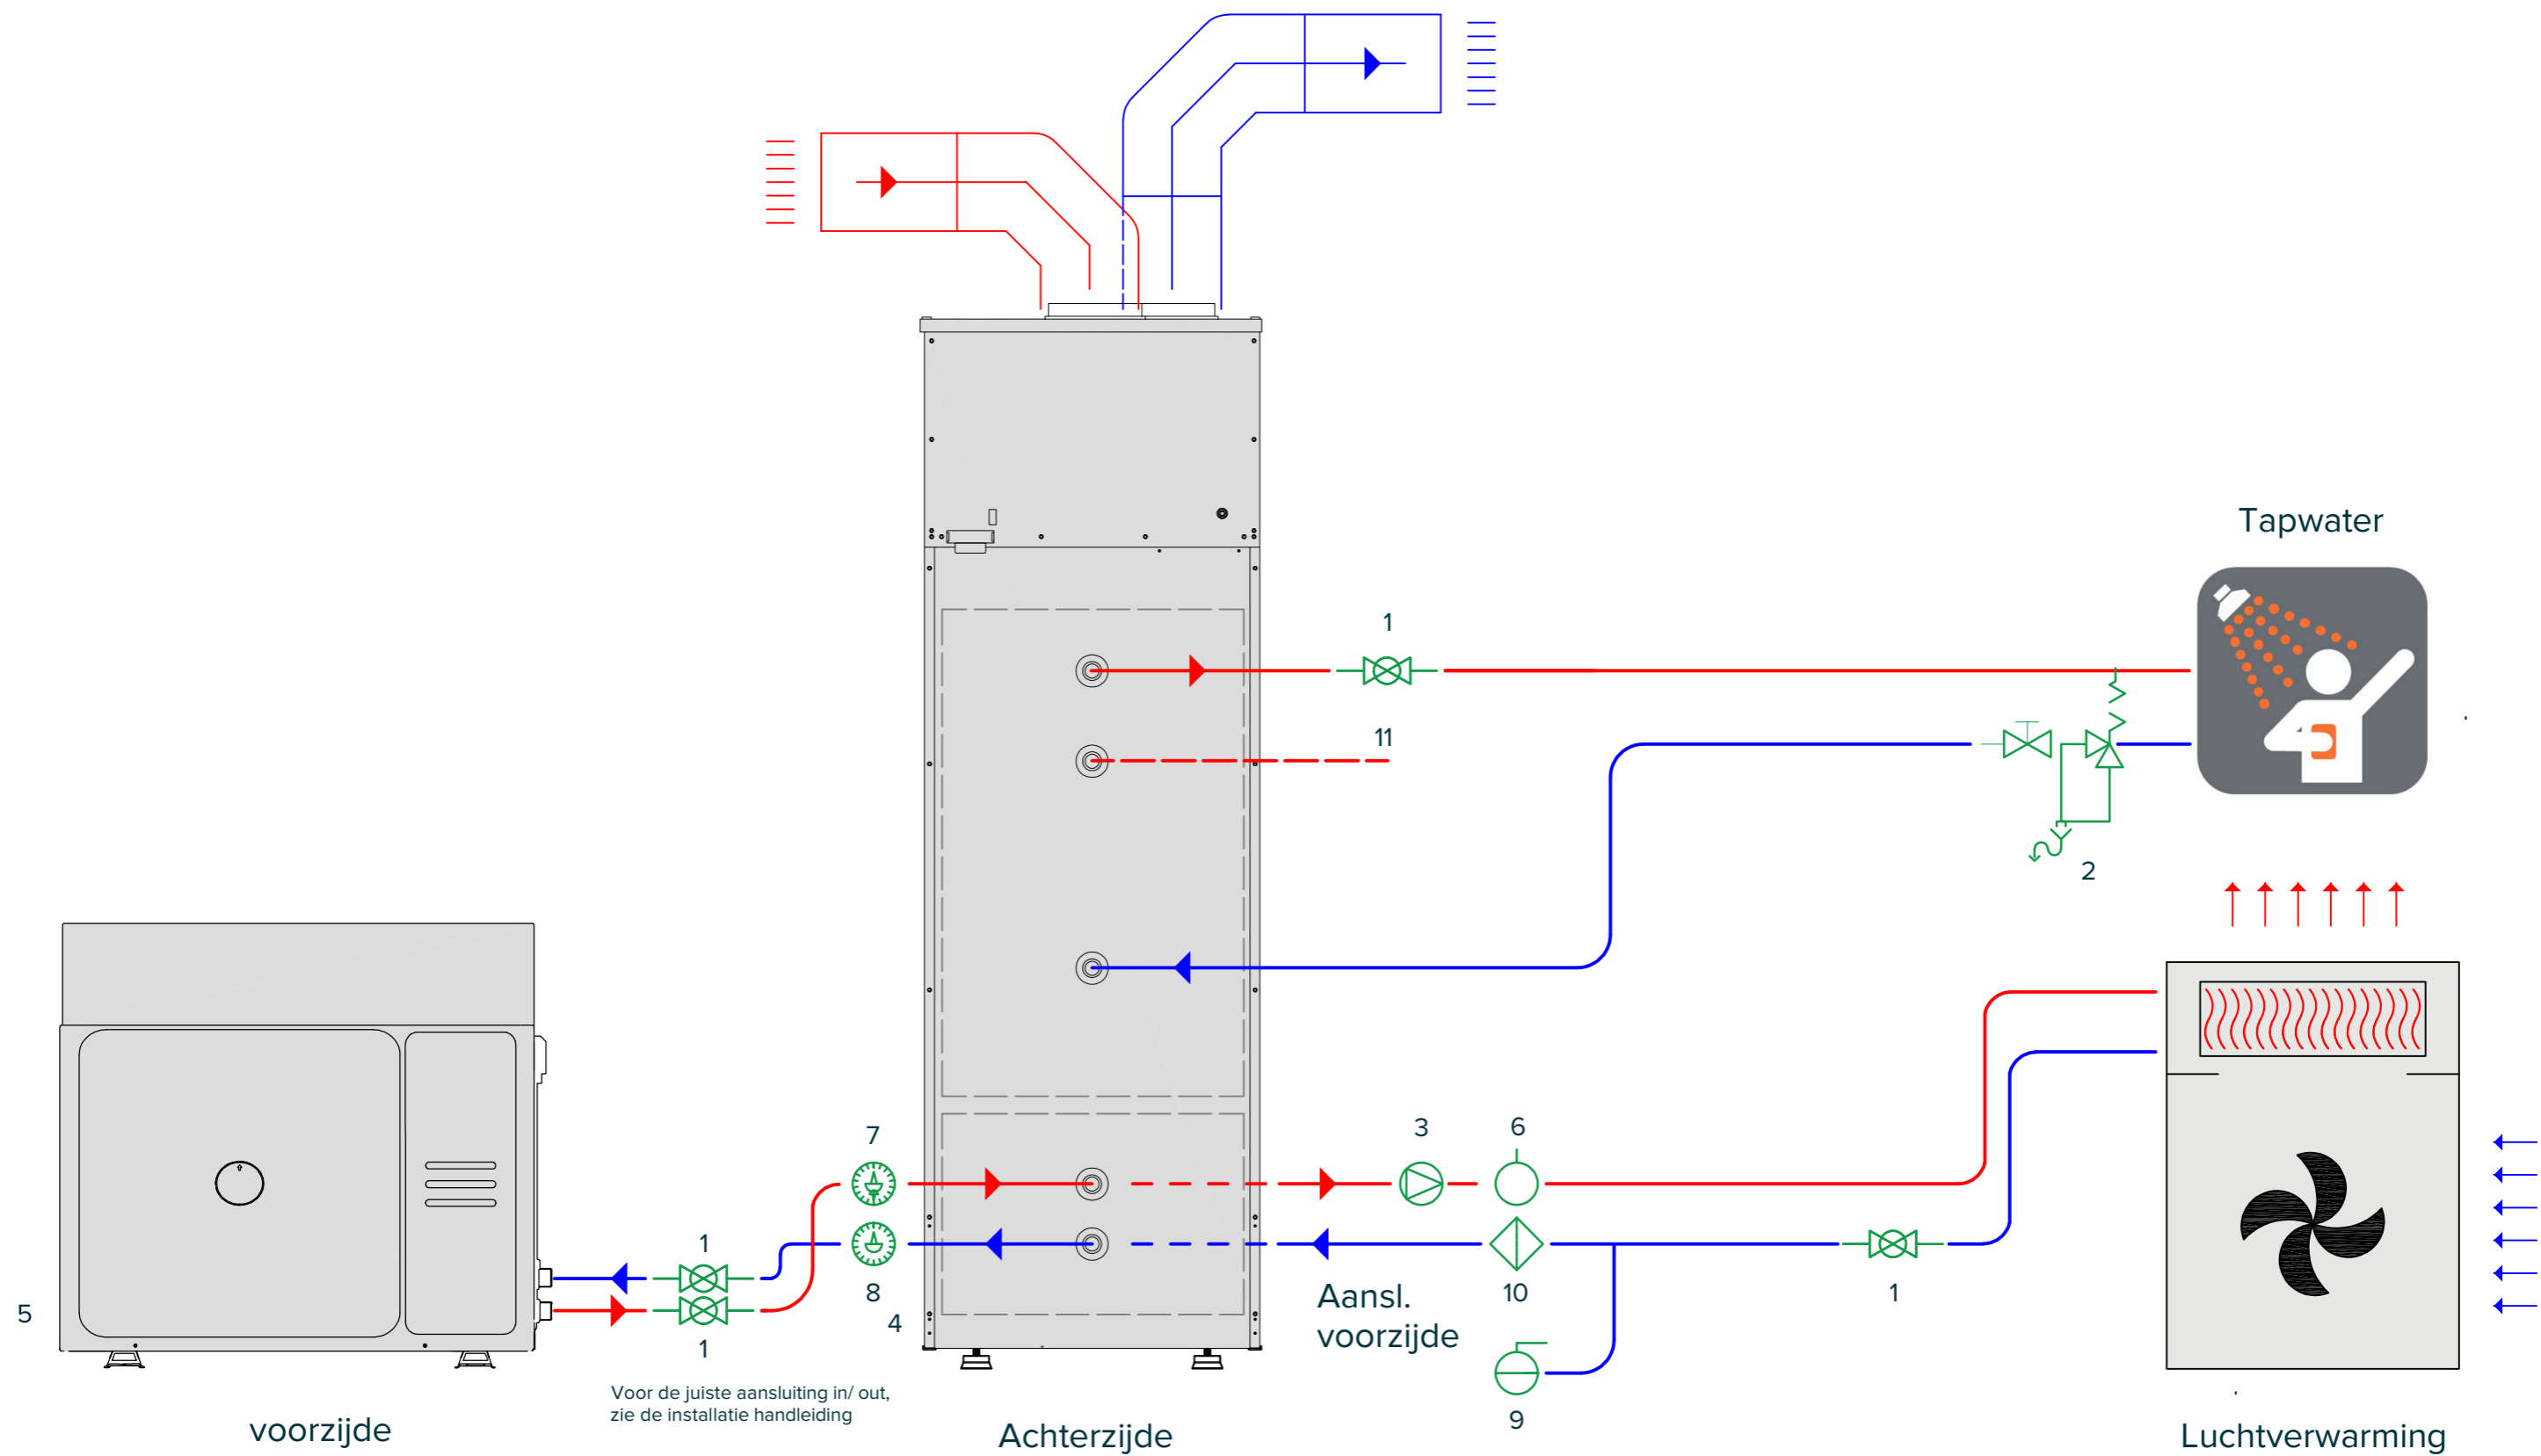 Tapwater
1
11
2
7
3
6
1
8
10
1
5
4
Aansl.
voorzijde
1
9
Voor de juiste aansluiting in/ out,
zie de installatie handleiding
voorzijde
Achterzijde
Luchtverwarming